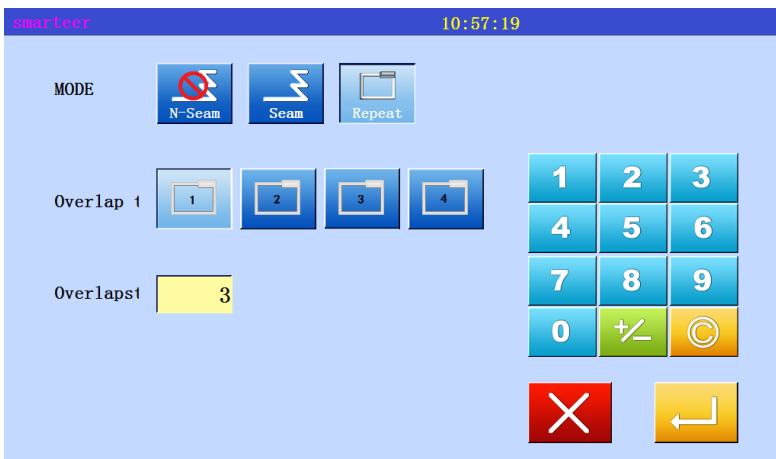 smarteer 10:57:19
MODE
N-Seam Seam Repeat
Overlap t
1 2 3 4
Overlapst 3
1 2 3
4 5 6
7 8 9
0 +/- ©